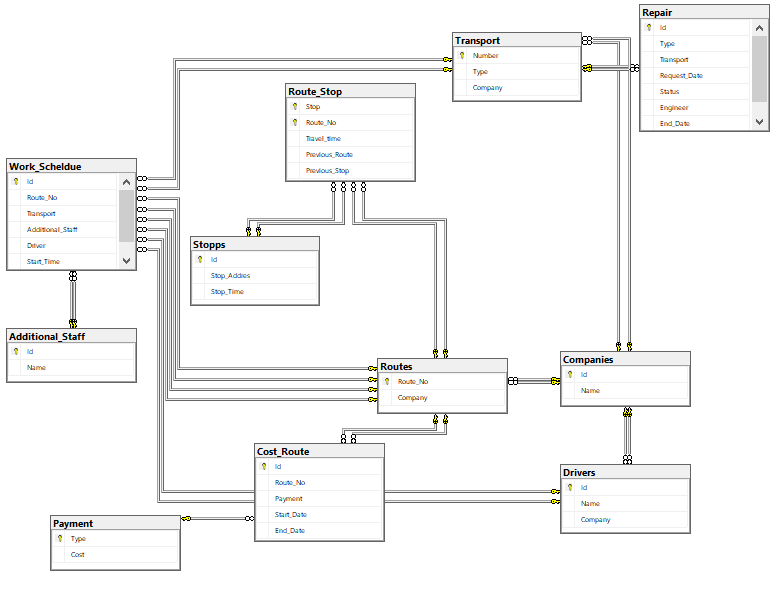 Repair
Id
Type
Transport
Request_Date
Status
Engineer
End_Date
Transport
Number
Type
Company
Route_Stop
Stop
Route_No
Travel_time
Previous_Route
Previous_Stop
Work_Scheldue
Id
Route_No
Transport
Additional_Staff
Driver
Start_Time
Stopps
Id
Stop_Addres
Stop_Time
Additional_Staff
Id
Name
Routes
Route_No
Company
Companies
Id
Name
Cost_Route
Id
Route_No
Payment
Start_Date
End_Date
Drivers
Id
Name
Company
Payment
Type
Cost